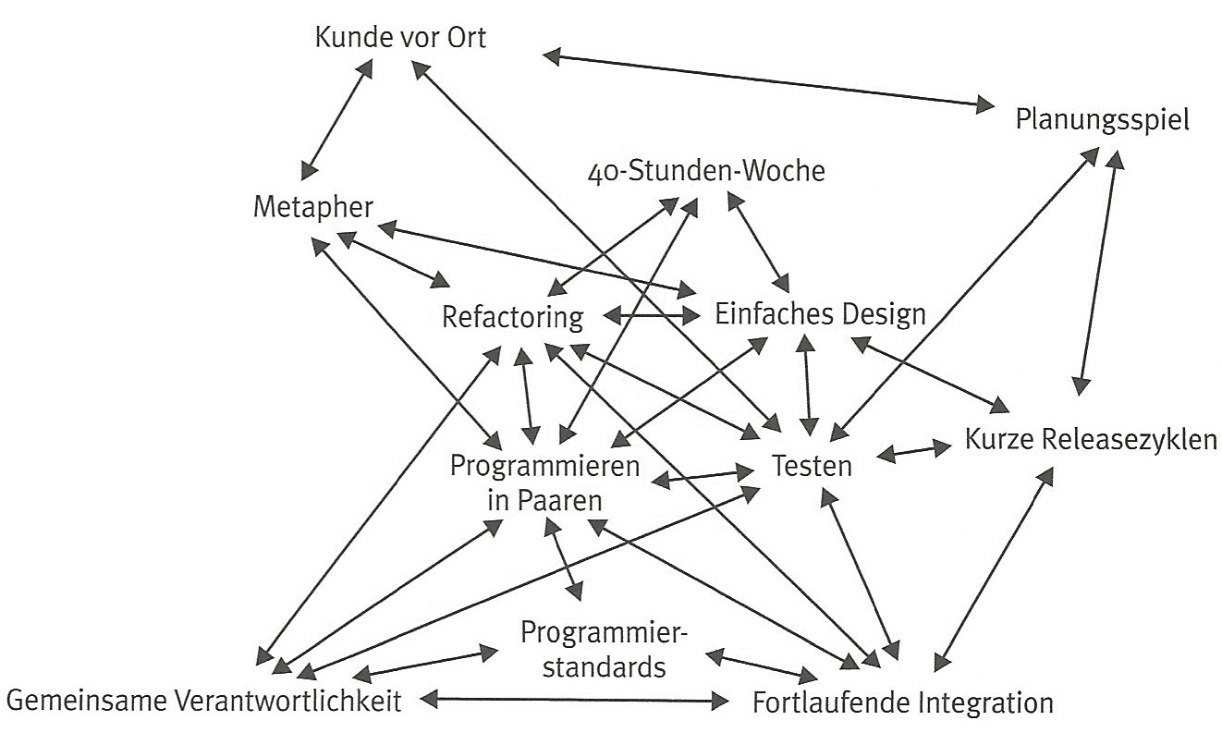 Kunde vor Ort
Planungsspiel
40-Stunden-Woche
Metapher
Refactoring
Einfaches Design
Kurze Releasezyklen
Programmieren
in Paaren
Testen
Programmier-
standards
Gemeinsame Verantwortlichkeit
Fortlaufende Integration